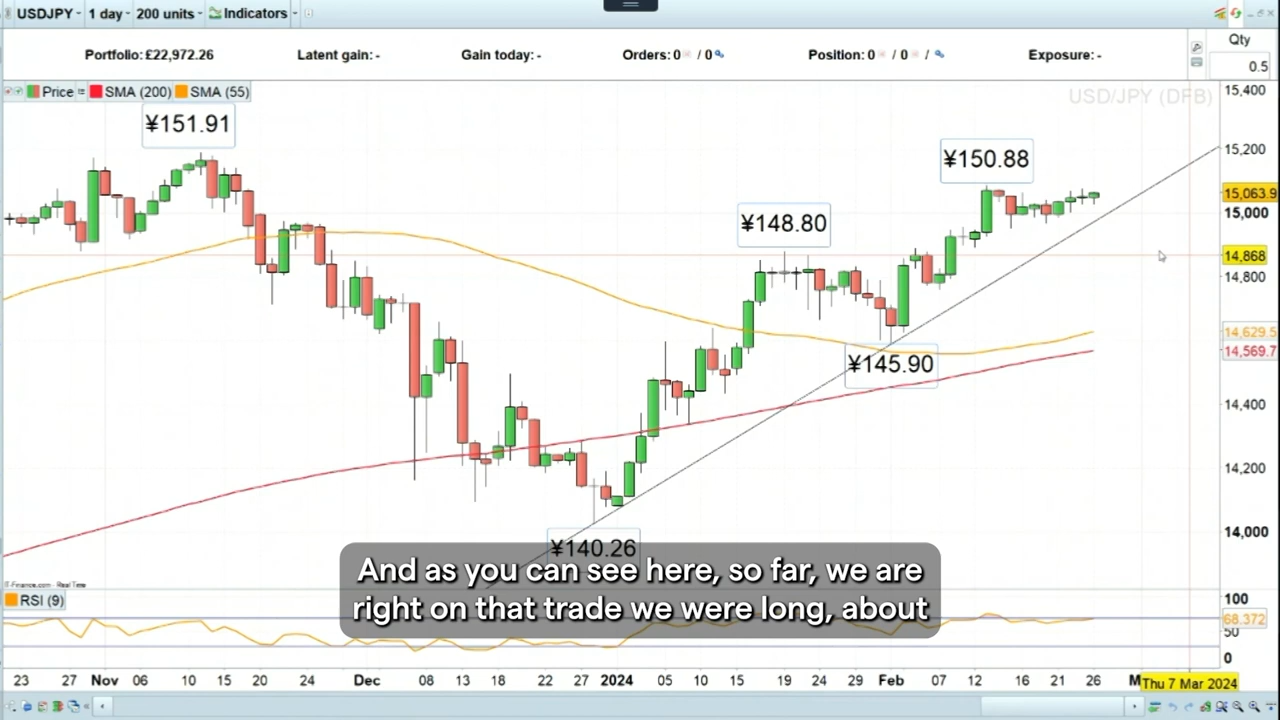 USDJPY 1 day 200 units Indicators
Portfolio: £22,972.26 Latent gain: - Gain today: - Orders: 0 / 0 Position: 0 / 0 / Exposure: - Qty
0.5
Price SMA (200) SMA (55)
USD/JPY (DFB)
15,400
¥151.91
15,200
¥150.88
15,063.9
15,000
¥148.80
14,868
14,800
14,629.5
14,569.7
¥145.90
14,400
14,200
14,000
¥140.26
And as you can see here, so far, we are
right on that trade we were long, about
IT-Finance.com - Real Time
RSI (9)
100
68.372
50
0
23 27 Nov 06 10 15 20 24 Dec 08 13 18 22 27 2024 05 10 15 19 24 29 Feb 07 12 16 21 26 M Thu 7 Mar 2024